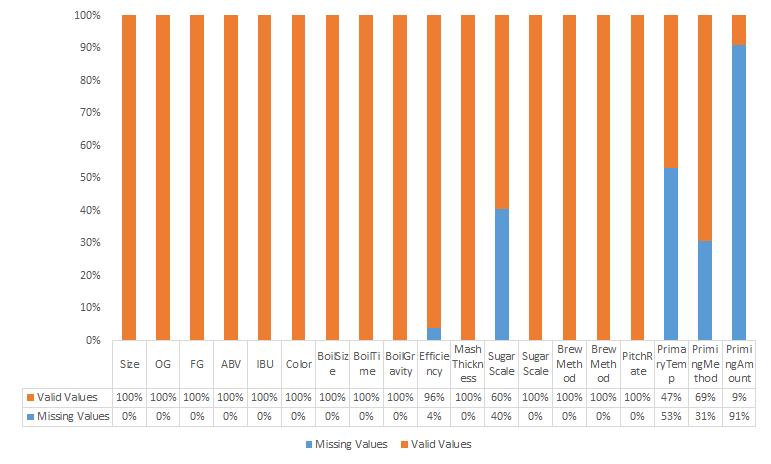 100%
90%
80%
70%
60%
50%
40%
30%
20%
10%
0%
Size OG FG ABV IBU Color BoilSiz e BoilTi me BoilGr avity Efficie ncy Mash Thickn ess Sugar Scale Sugar Scale Brew Meth od Brew Meth od PitchR ate Prima ryTem p Primi ngMe thod Primi ngAm ount
Valid Values 100% 100% 100% 100% 100% 100% 100% 100% 100% 96% 100% 60% 100% 100% 100% 100% 47% 69% 9%
Missing Values 0% 0% 0% 0% 0% 0% 0% 0% 0% 4% 0% 40% 0% 0% 0% 0% 53% 31% 91%
Missing Values Valid Values